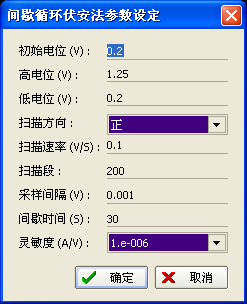 间歇循环伏安法参数设定
初始电位 (V) : 0.2
高电位 (V) : 1.25
低电位 (V) : 0.2
扫描方向 : 正
扫描速率 (V/S) : 0.1
扫描段 : 200
采样间隔 (V) : 0.001
间歇时间 (S) : 30
灵敏度 (A/V) : 1.e-006
确定 取消